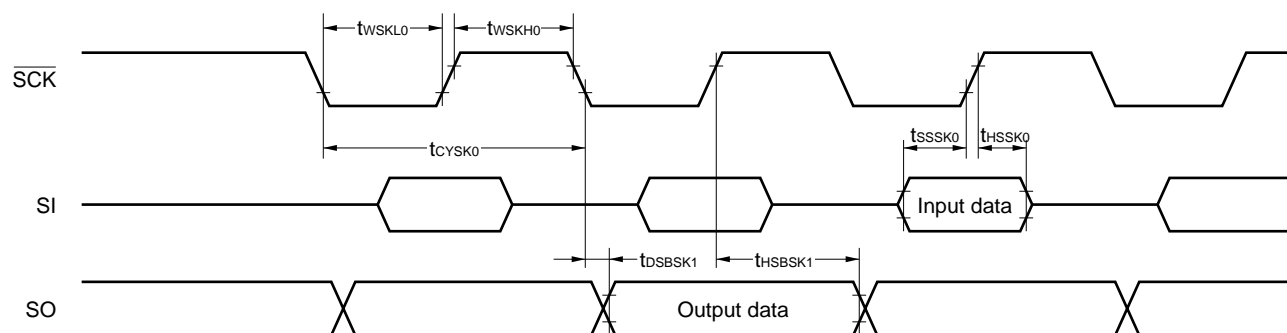 tWSKL0 tWSKH0
SCK
tCYSK0
tSSSK0 tHSSK0
SI
Input data
tDSBSK1 tHSBSK1
SO
Output data